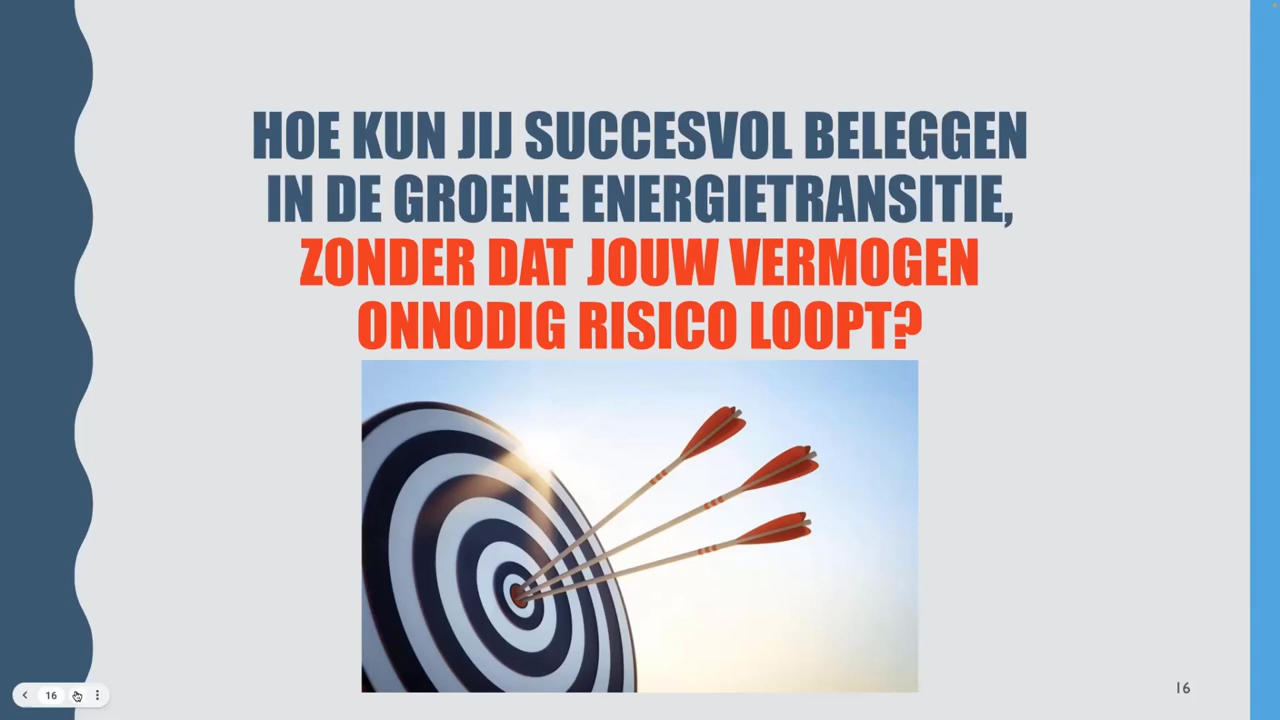 HOE KUN JIJ SUCCESVOL BELEGGEN
IN DE GROENE ENERGIETRANSITIE,
ZONDER DAT JOUW VERMOGEN
ONNODIG RISICO LOOPT?
16
16